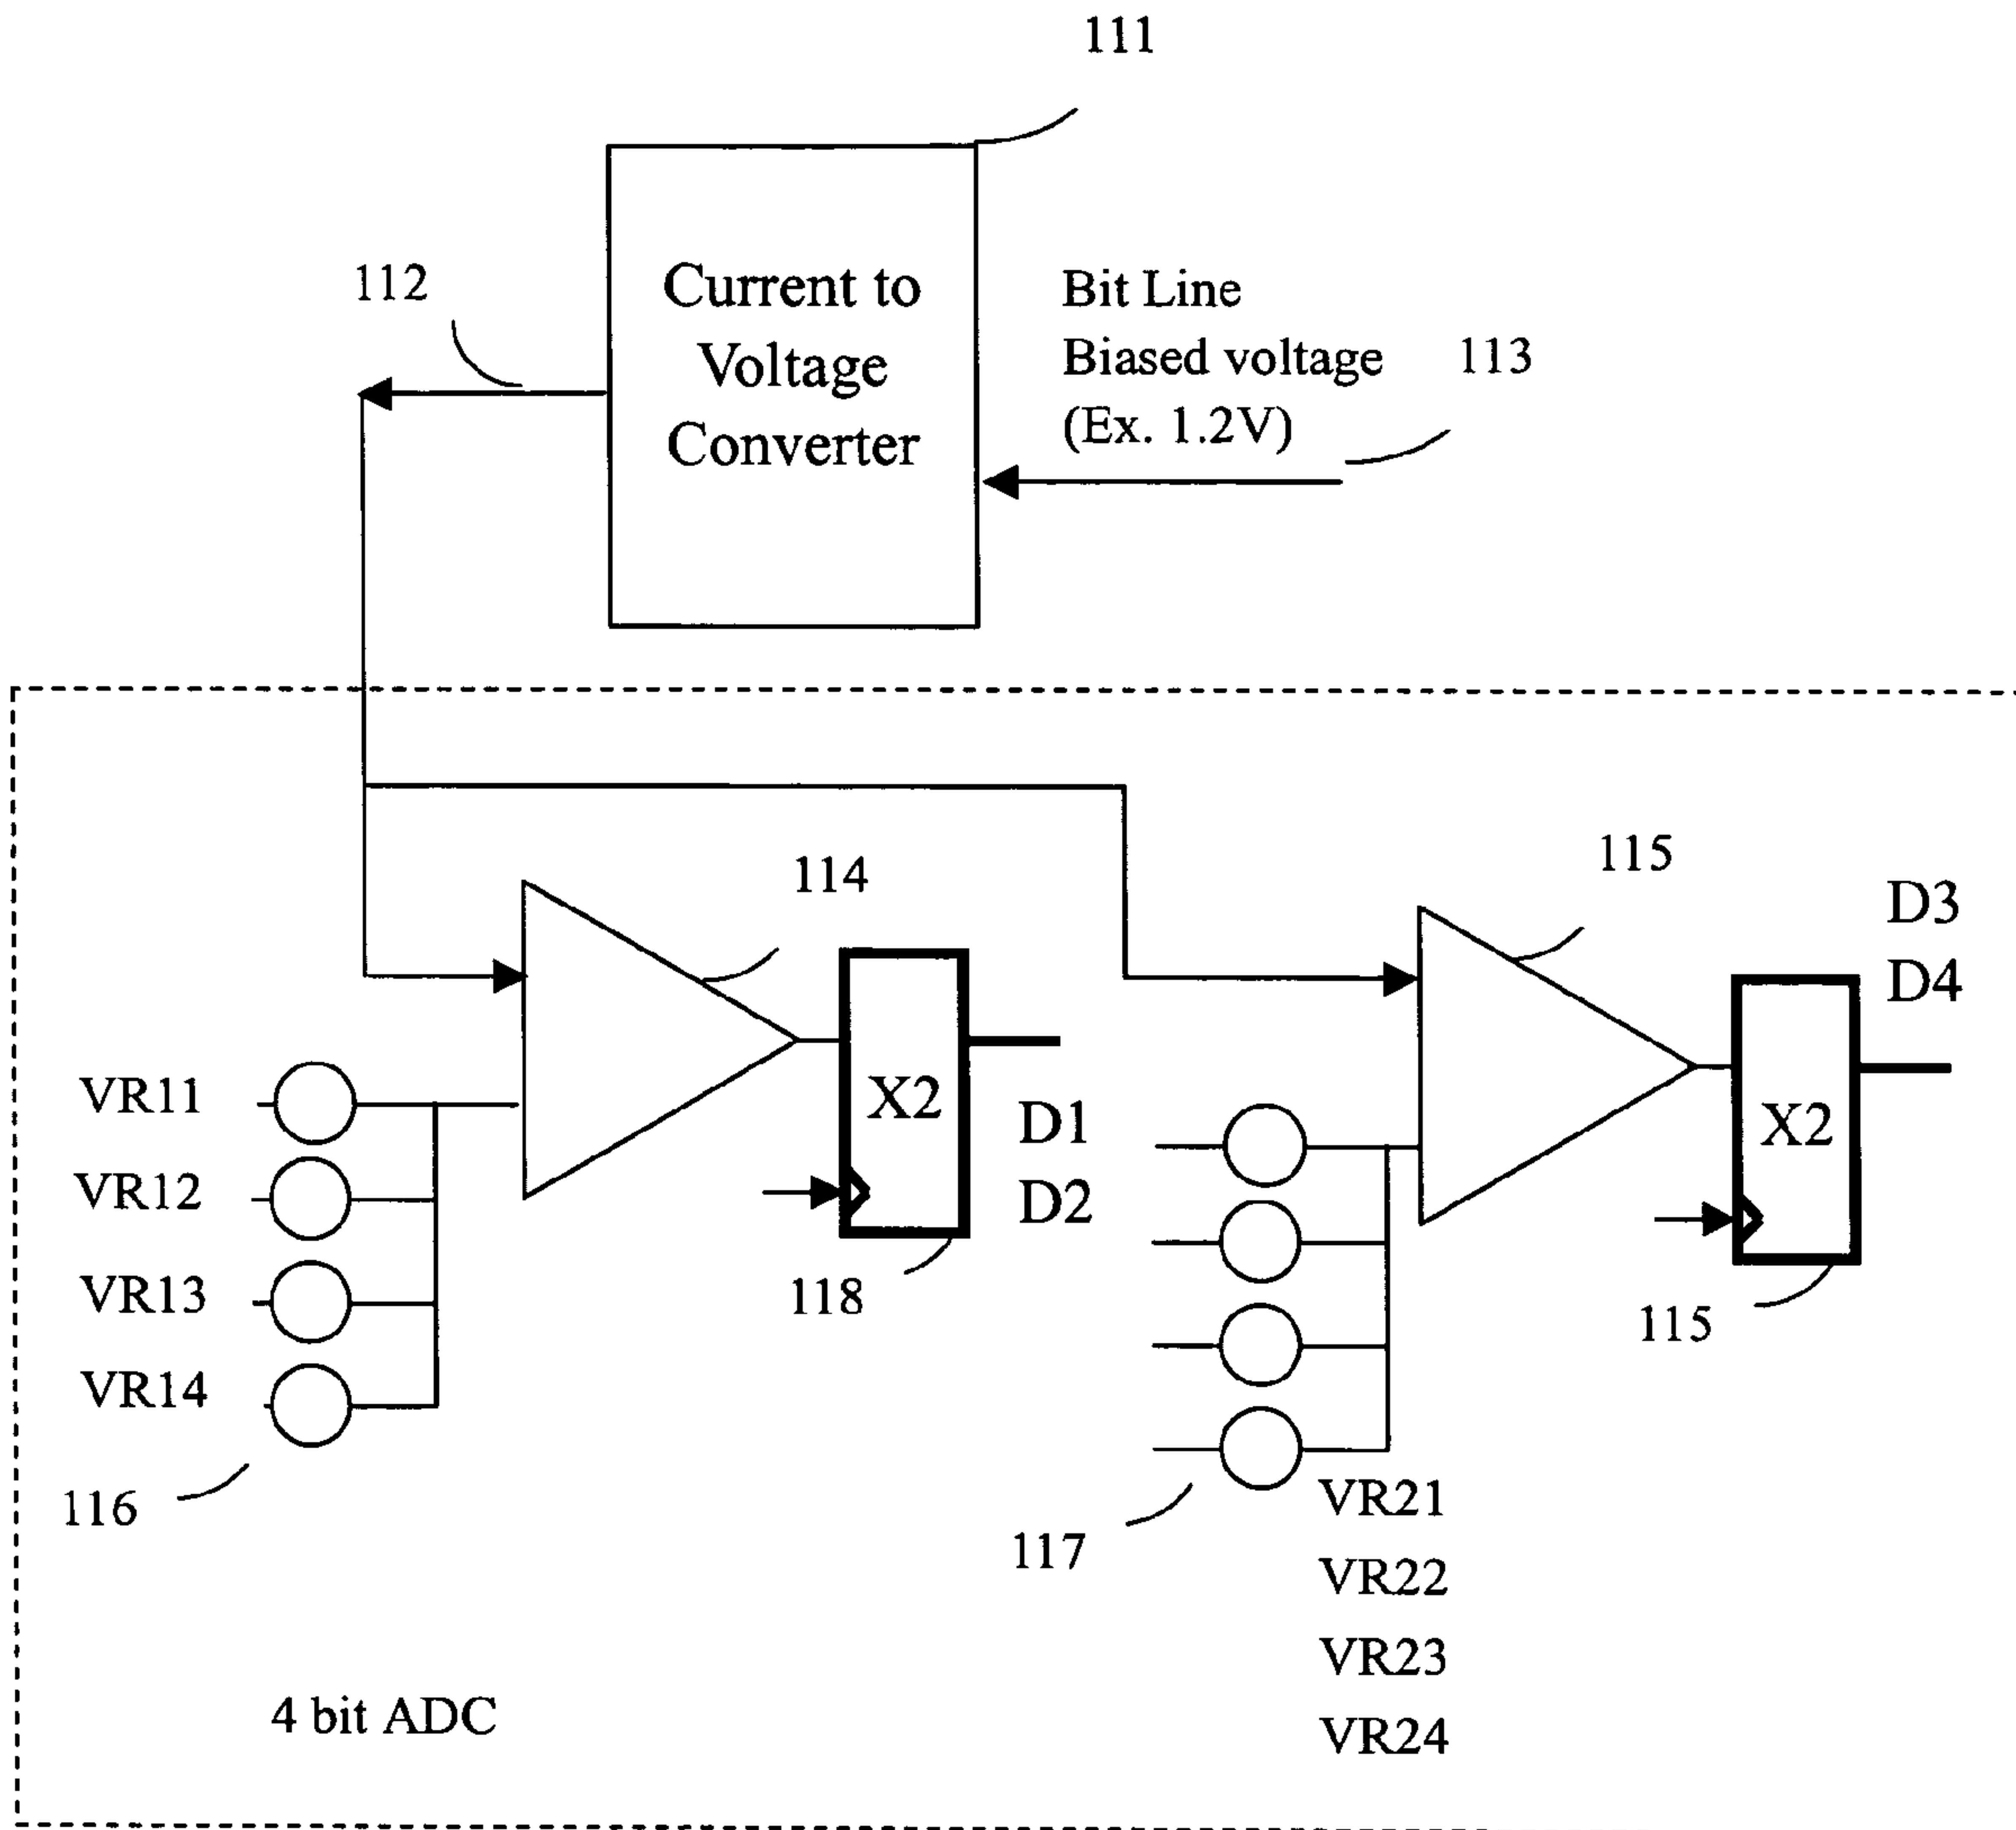 111
112
Current to
Voltage
Converter
Bit Line
Biased voltage
(Ex. 1.2V)
113
114
115
D3
D4
VR11
VR12
VR13
VR14
X2
D1
D2
X2
118
115
116
117
VR21
VR22
VR23
VR24
4 bit ADC